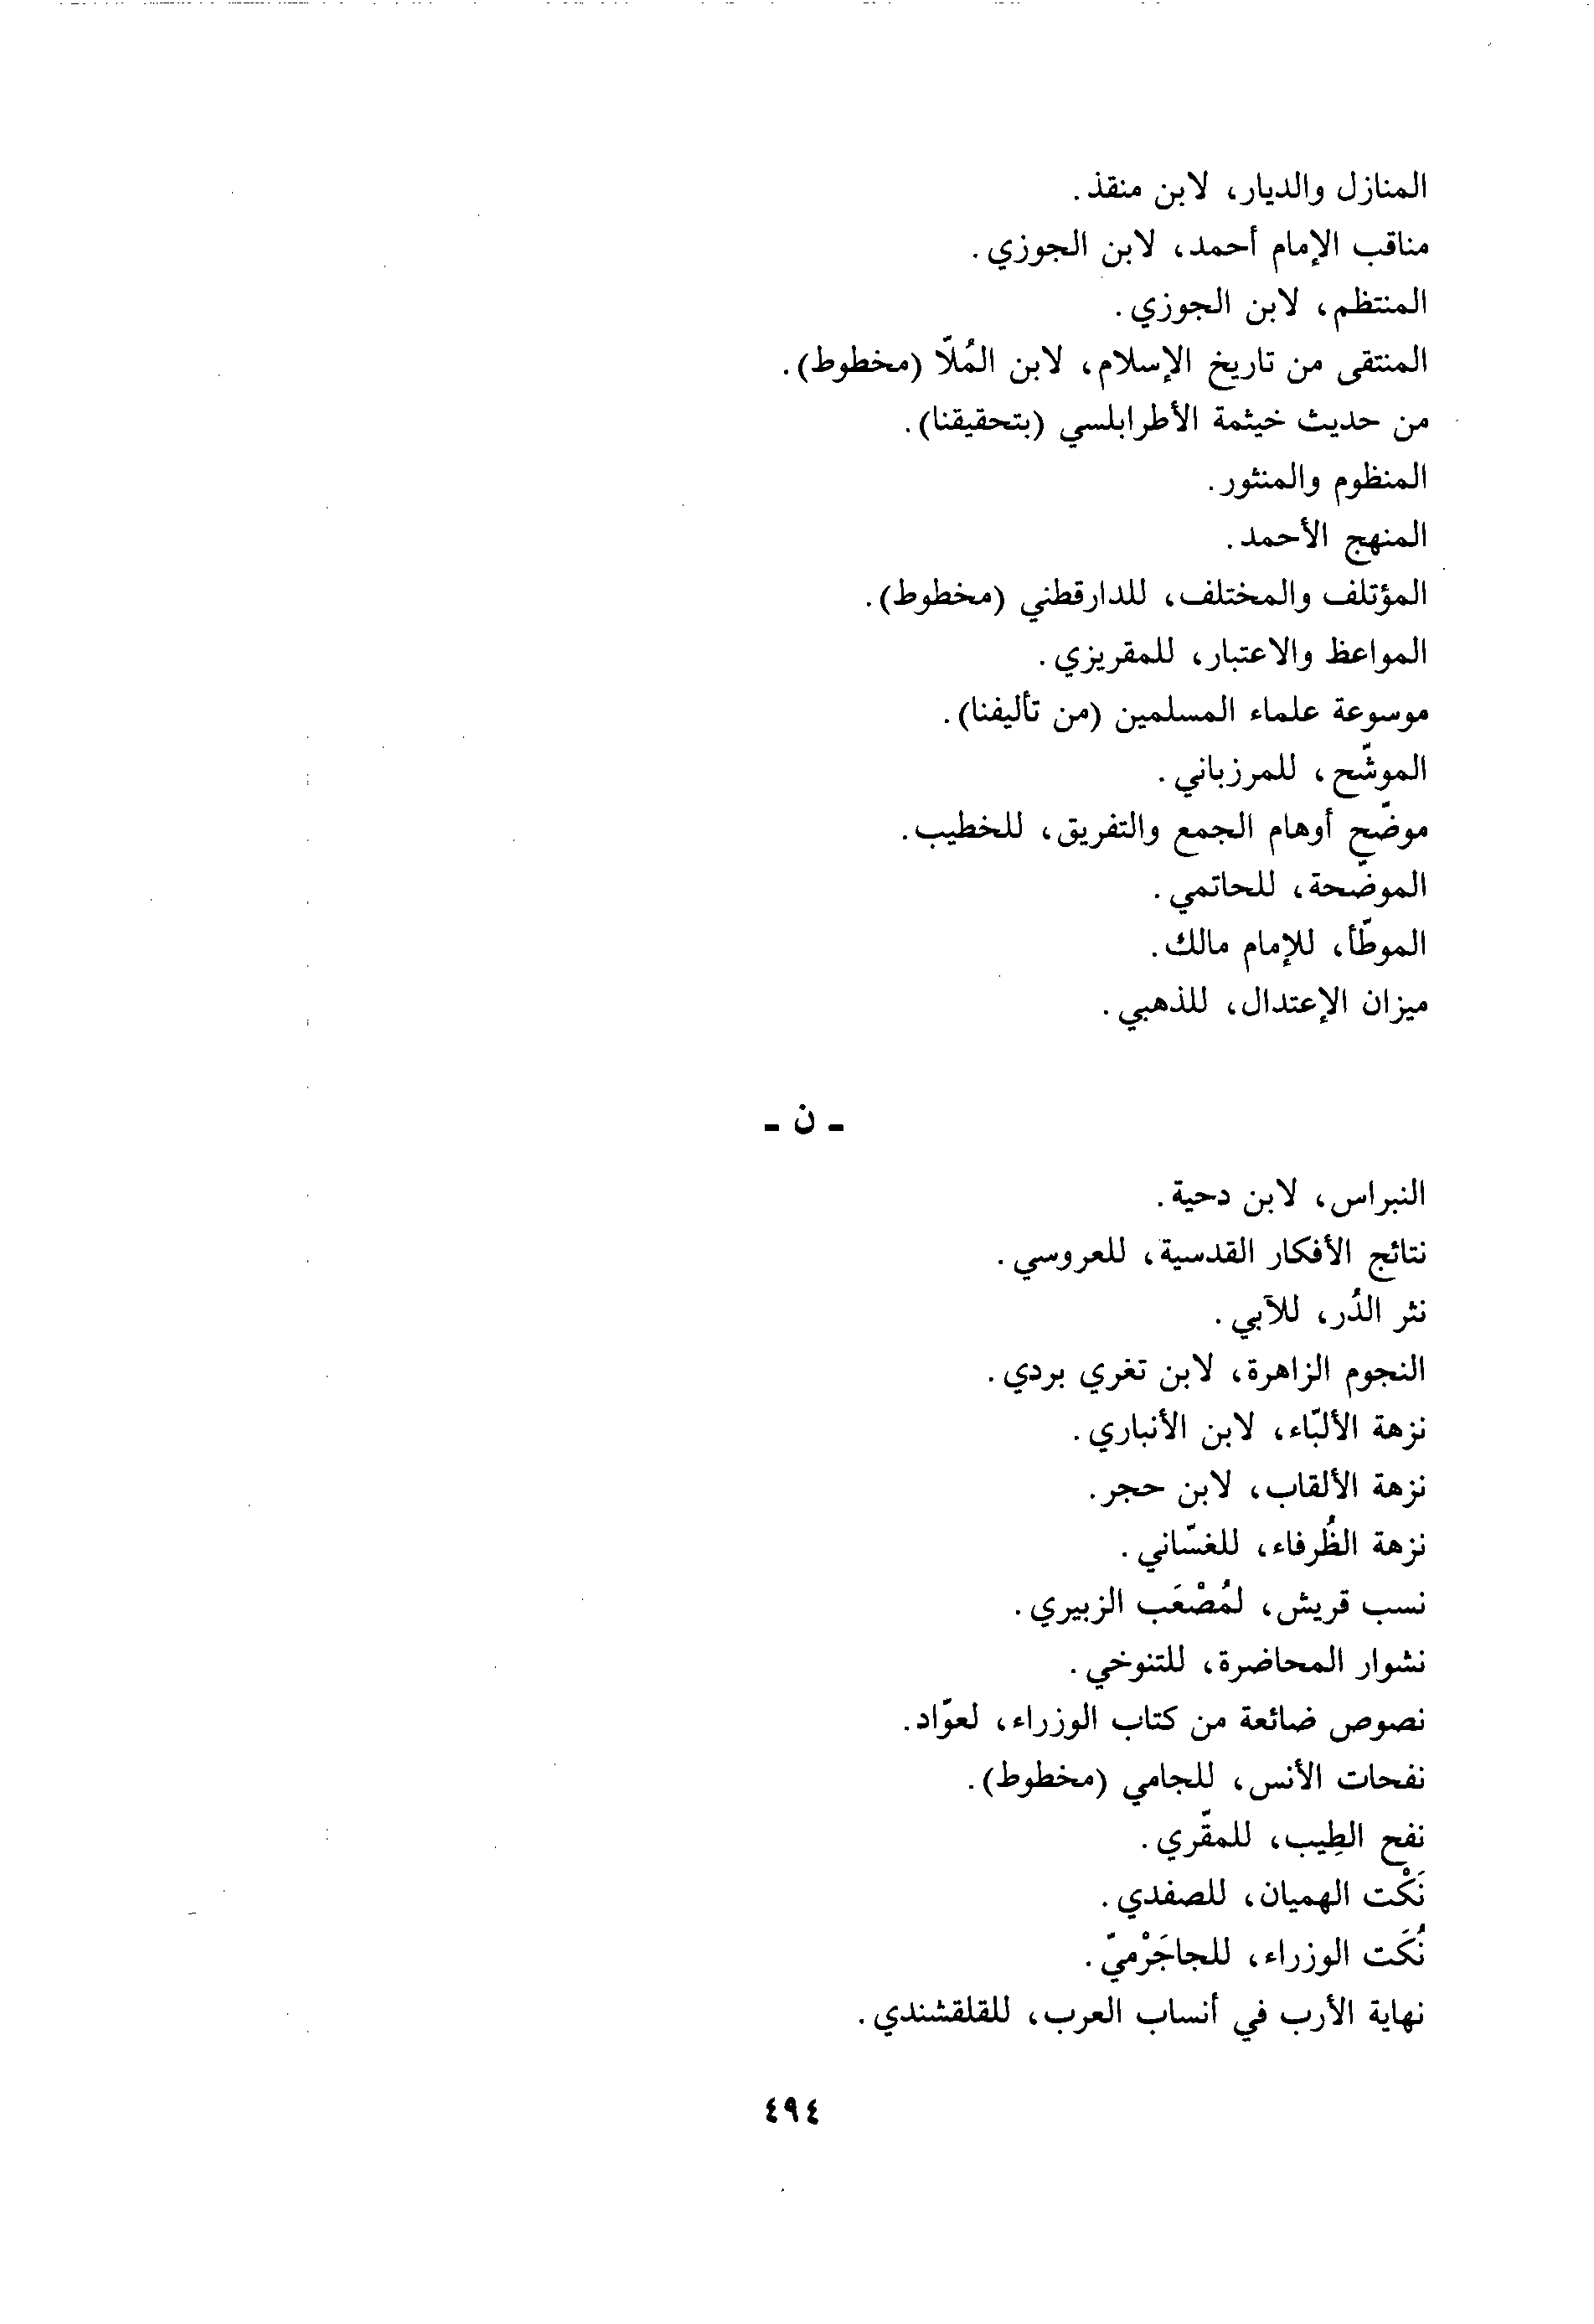 المنازل والديار، لابن منقذ.
مناقب الإمام أحمد، لابن الجوزي.
المنتظم، لابن الجوزي.
المنتقى من تاريخ الإسلام، لابن المُلّا (مخطوط).
من حديث خيثمة الأطرابلسي (بتحقيقنا).
المنظوم والمنثور.
المنهج الأحمد.
المؤتلف والمختلف، للدارقطني (مخطوط).
المواعظ والاعتبار، للمقريزي.
موسوعة علماء المسلمين (من تأليفنا).
الموشّح، للمرزباني.
موضّح أوهام الجمع والتفريق، للخطيب.
الموضّحة، للحاتمي.
الموطّأ، للإمام مالك.
ميزان الإعتدال، للذهبي.
- ن -
النبراس، لابن دحية.
نتائج الأفكار القدسية، للعروسي.
نثر الدُر، للآبي.
النجوم الزاهرة، لابن تغري بردي.
نزهة الألبّاء، لابن الأنباري.
نزهة الألقاب، لابن حجر.
نزهة الظُرفاء، للغسّاني.
نسب قريش، لمُصْعَب الزبيري.
نشوار المحاضرة، للتنوخي.
نصوص ضائعة من كتاب الوزراء، لعوّاد.
نفحات الأنس، للجامي (مخطوط).
نفح الطِيب، للمقّري.
نَكْت الهميان، للصفدي.
نُكَت الوزراء، للجاجَرْميّ.
نهاية الأرب في أنساب العرب، للقلقشندي.
٤٩٤